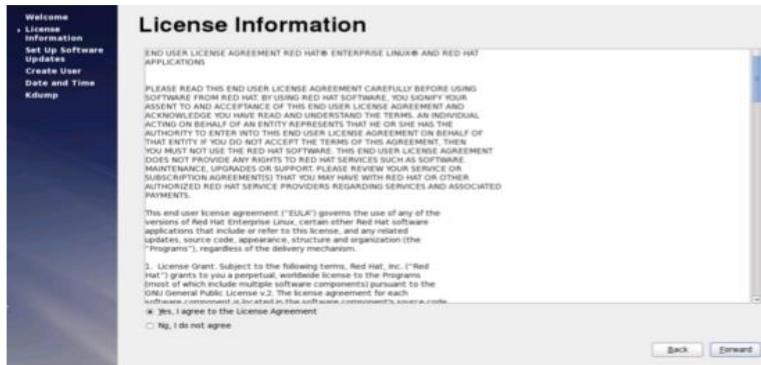 Welcome
License
Information
Set Up Software
Updates
Create User
Date and Time
Kdump
License Information
END USER LICENSE AGREEMENT RED HAT® ENTERPRISE LINUX® AND RED HAT
APPLICATIONS
PLEASE READ THIS END USER LICENSE AGREEMENT CAREFULLY BEFORE USING
SOFTWARE FROM RED HAT. BY USING RED HAT SOFTWARE, YOU SIGNIFY YOUR
ASSENT TO AND ACCEPTANCE OF THIS END USER LICENSE AGREEMENT AND
ACKNOWLEDGE YOU HAVE READ AND UNDERSTAND THE TERMS. AN INDIVIDUAL
ACTING ON BEHALF OF AN ENTITY REPRESENTS THAT HE OR SHE HAS THE
AUTHORITY TO ENTER INTO THIS END USER LICENSE AGREEMENT ON BEHALF OF
THAT ENTITY. IF YOU DO NOT ACCEPT THE TERMS OF THIS AGREEMENT, THEN
YOU MUST NOT USE THE RED HAT SOFTWARE. THIS END USER LICENSE AGREEMENT
DOES NOT PROVIDE ANY RIGHTS TO RED HAT SERVICES SUCH AS SOFTWARE
MAINTENANCE, UPGRADES OR SUPPORT. PLEASE REVIEW YOUR SERVICE OR
SUBSCRIPTION AGREEMENT(S) THAT YOU MAY HAVE WITH RED HAT OR OTHER
AUTHORIZED RED HAT SERVICE PROVIDERS REGARDING SERVICES AND ASSOCIATED
PAYMENTS.
This end user license agreement ("EULA") governs the use of any of the
versions of Red Hat Enterprise Linux, certain other Red Hat software
applications that include or refer to this license, and any related
updates, source code, appearance, structure and organization (the
"Programs"), regardless of the delivery mechanism.
1. License Grant. Subject to the following terms, Red Hat, Inc. ("Red
Hat") grants to you a perpetual, worldwide license to the Programs
(most of which include multiple software components) pursuant to the
GNU General Public License v.2. The license agreement for each
software component is located in the software component's source code
Yes, I agree to the License Agreement
No, I do not agree
Back
Forward